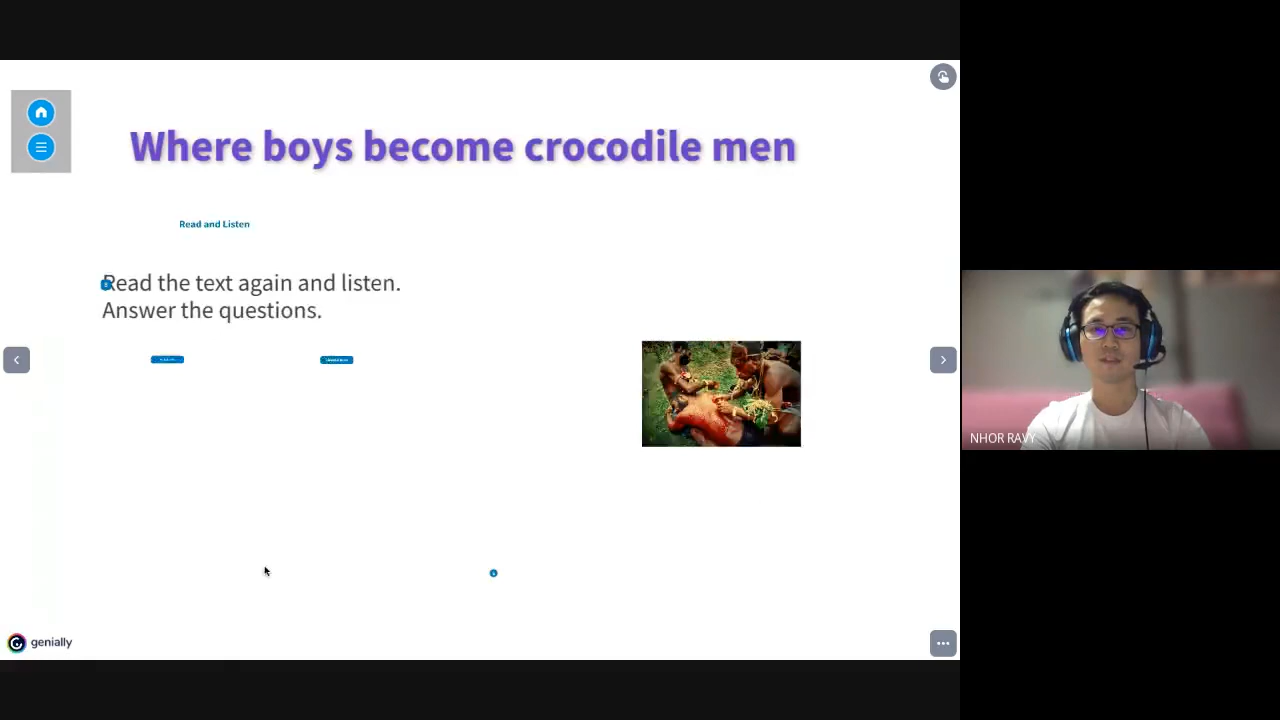 Where boys become crocodile men
Read and Listen
Read the text again and listen.
Answer the questions.
NHOR RAVY
genially